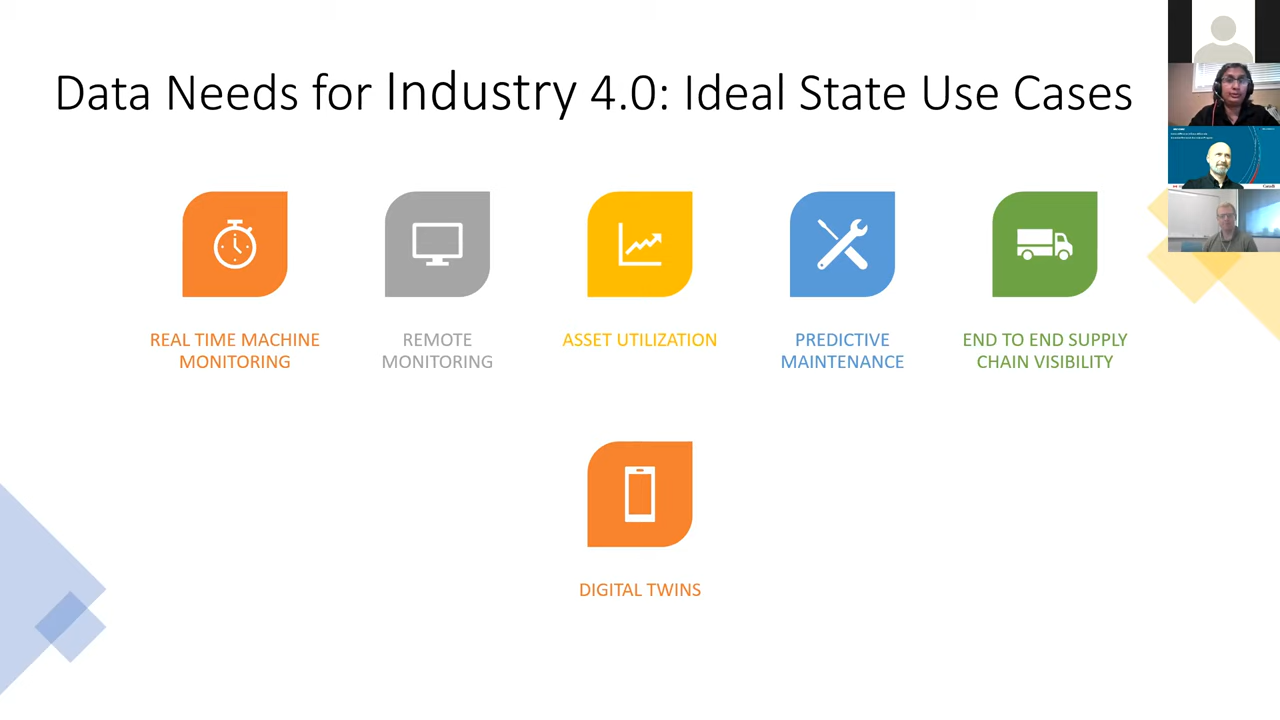 Data Needs for Industry 4.0: Ideal State Use Cases
REAL TIME MACHINE
MONITORING
REMOTE
MONITORING
ASSET UTILIZATION
PREDICTIVE
MAINTENANCE
END TO END SUPPLY
CHAIN VISIBILITY
DIGITAL TWINS